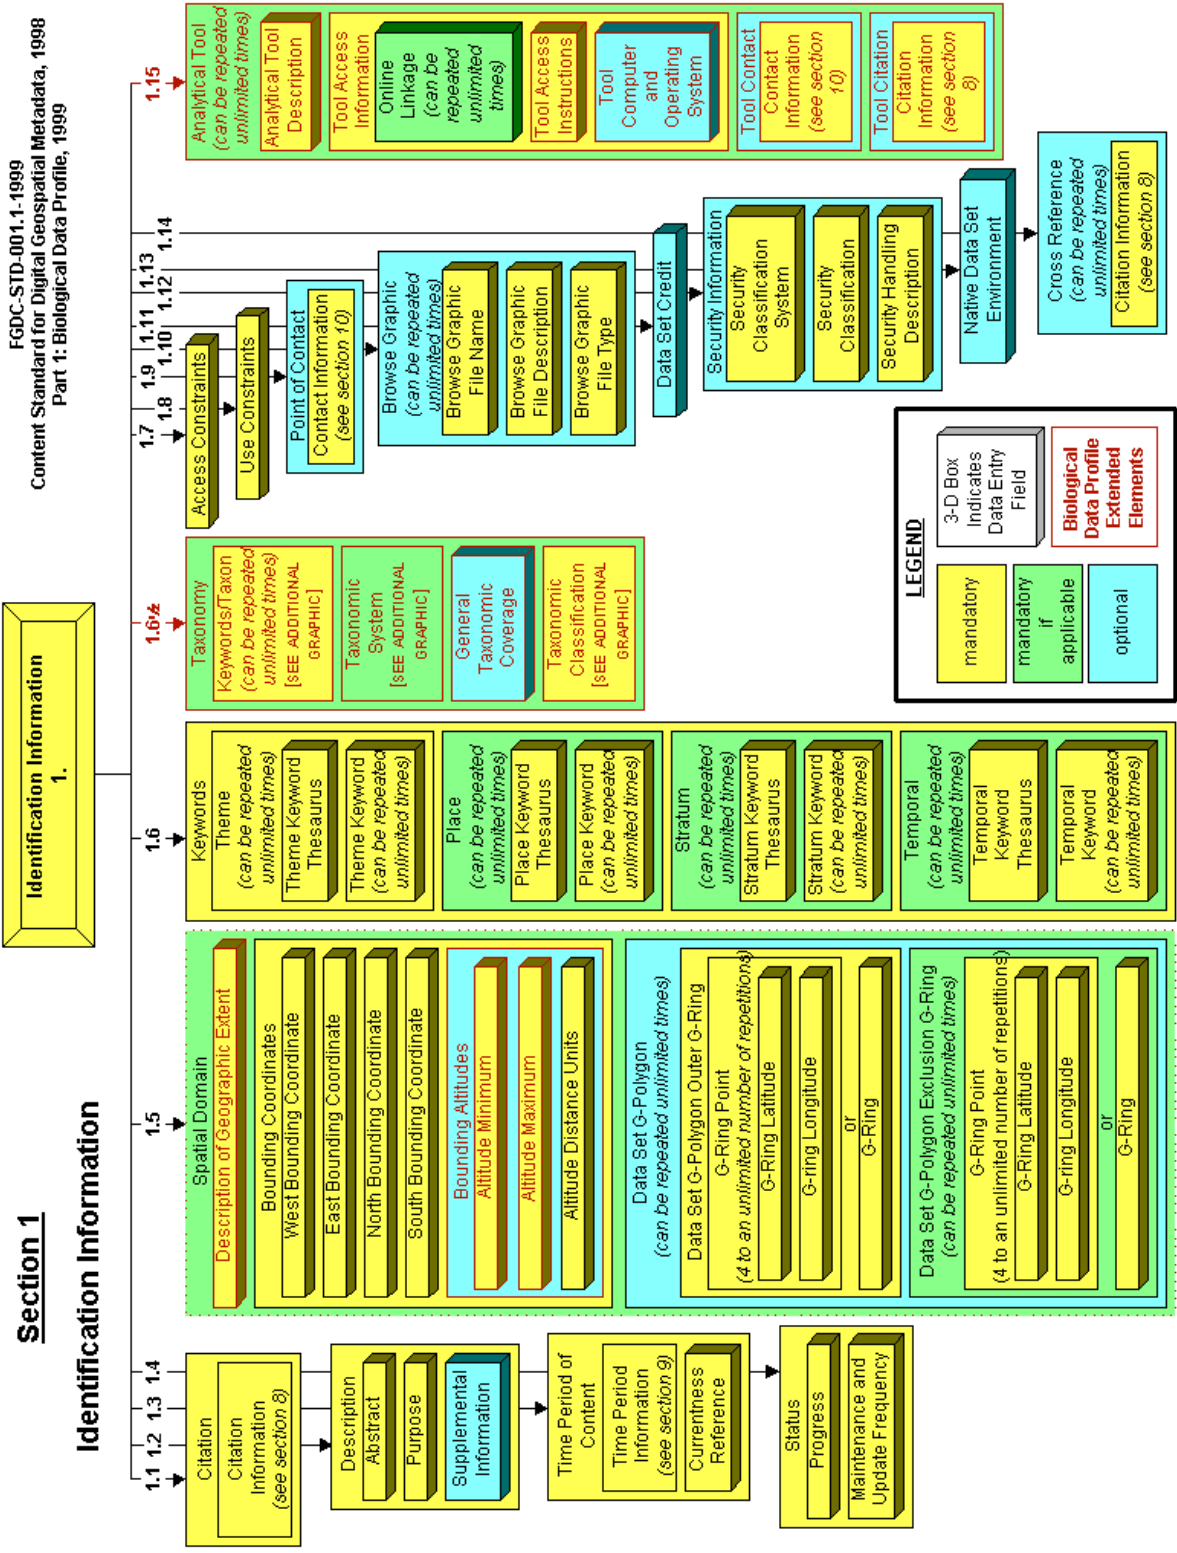 Section 1
Identification Information
FGDC-STD-001.1-1999
Content Standard for Digital Geospatial Metadata, 1998
Part 1: Biological Data Profile, 1999
Identification Information
1.
1.1
1.2
1.3
1.4
1.5
1.6
1.6½
1.7
1.8
1.9
1.10
1.11
1.12
1.13
1.14
1.15
Citation
Citation
Information
(see section 8)
Description
Abstract
Purpose
Supplemental
Information
Time Period of
Content
Time Period
Information
(see section 9)
Currentness
Reference
Status
Progress
Maintenance and
Update Frequency
Spatial Domain
Description of Geographic Extent
Bounding Coordinates
West Bounding Coordinate
East Bounding Coordinate
North Bounding Coordinate
South Bounding Coordinate
Bounding Altitudes
Altitude Minimum
Altitude Maximum
Altitude Distance Units
Data Set G-Polygon
(can be repeated unlimited times)
Data Set G-Polygon Outer G-Ring
G-Ring Point
(4 to an unlimited number of repetitions)
G-Ring Latitude
G-ring Longitude
or
G-Ring
Data Set G-Polygon Exclusion G-Ring
(can be repeated unlimited times)
G-Ring Point
(4 to an unlimited number of repetitions)
G-Ring Latitude
G-ring Longitude
or
G-Ring
Keywords
Theme
(can be repeated
unlimited times)
Theme Keyword
Thesaurus
Theme Keyword
(can be repeated
unlimited times)
Place
(can be repeated
unlimited times)
Place Keyword
Thesaurus
Place Keyword
(can be repeated
unlimited times)
Stratum
(can be repeated
unlimited times)
Stratum Keyword
Thesaurus
Stratum Keyword
(can be repeated
unlimited times)
Temporal
(can be repeated
unlimited times)
Temporal
Keyword
Thesaurus
Temporal
Keyword
(can be repeated
unlimited times)
Taxonomy
Keywords/Taxon
(can be repeated
unlimited times)
[SEE ADDITIONAL
GRAPHIC]
Taxonomic
System
[SEE ADDITIONAL
GRAPHIC]
General
Taxonomic
Coverage
Taxonomic
Classification
[SEE ADDITIONAL
GRAPHIC]
Access Constraints
Use Constraints
Point of Contact
Contact Information
(see section 10)
Browse Graphic
(can be repeated
unlimited times)
Browse Graphic
File Name
Browse Graphic
File Description
Browse Graphic
File Type
Data Set Credit
Security Information
Security
Classification
System
Security
Classification
Security Handling
Description
Native Data Set
Environment
Cross Reference
(can be repeated
unlimited times)
Citation Information
(see section 8)
Analytical Tool
(can be repeated
unlimited times)
Analytical Tool
Description
Tool Access
Information
Online
Linkage
(can be
repeated
unlimited
times)
Tool Access
Instructions
Tool
Computer
and
Operating
System
Tool Contact
Contact
Information
(see section
10)
Tool Citation
Citation
Information
(see section
8)
LEGEND
mandatory
mandatory
if
applicable
optional
3-D Box
Indicates
Data Entry
Field
Biological
Data Profile
Extended
Elements